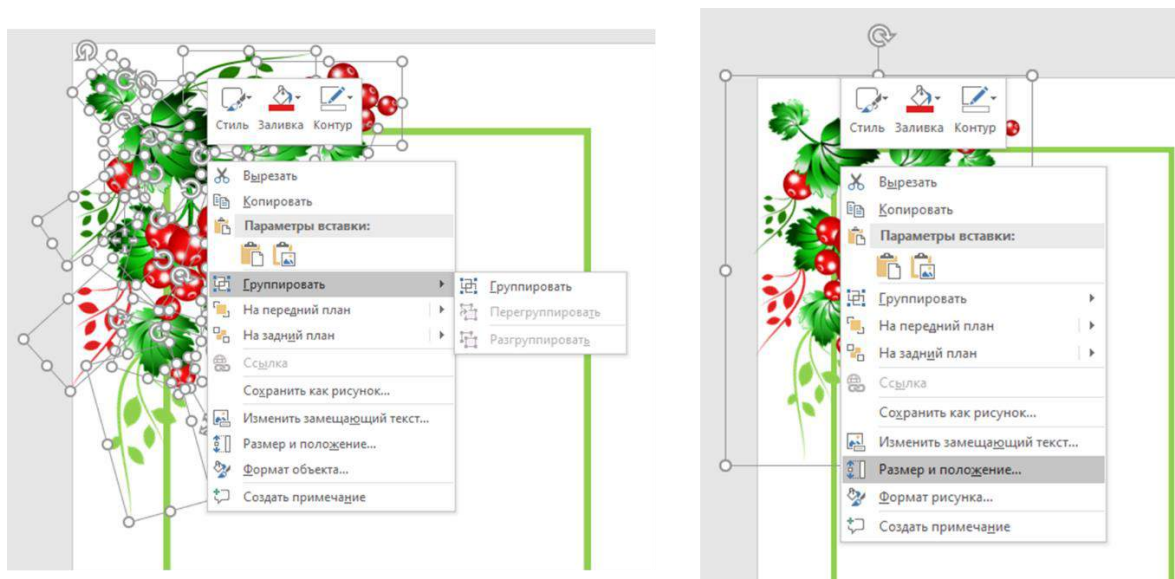 Стиль Заливка Контур
Вырезать
Копировать
Параметры вставки:
Группировать
На передний план
На задний план
Ссылка
Сохранить как рисунок...
Изменить замещающий текст...
Размер и положение...
Формат объекта...
Создать примечание
Группировать
Перегруппировать
Разгруппировать
Стиль Заливка Контур
Вырезать
Копировать
Параметры вставки:
Группировать
На передний план
На задний план
Ссылка
Сохранить как рисунок...
Изменить замещающий текст...
Размер и положение...
Формат рисунка...
Создать примечание